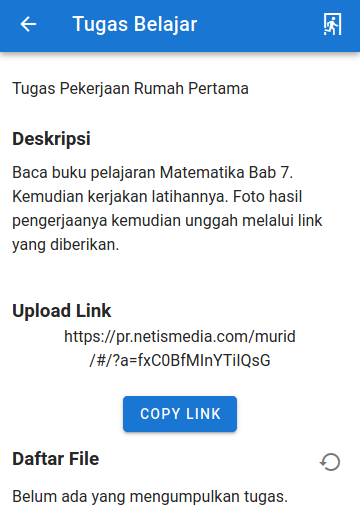 Tugas Belajar
Tugas Pekerjaan Rumah Pertama
Deskripsi
Baca buku pelajaran Matematika Bab 7.
Kemudian kerjakan latihannya. Foto hasil
pengerjaanya kemudian unggah melalui link
yang diberikan.
Upload Link
https://pr.netismedia.com/murid
/#/?a=fxC0BfMInYTiIQsG
COPY LINK
Daftar File
Belum ada yang mengumpulkan tugas.